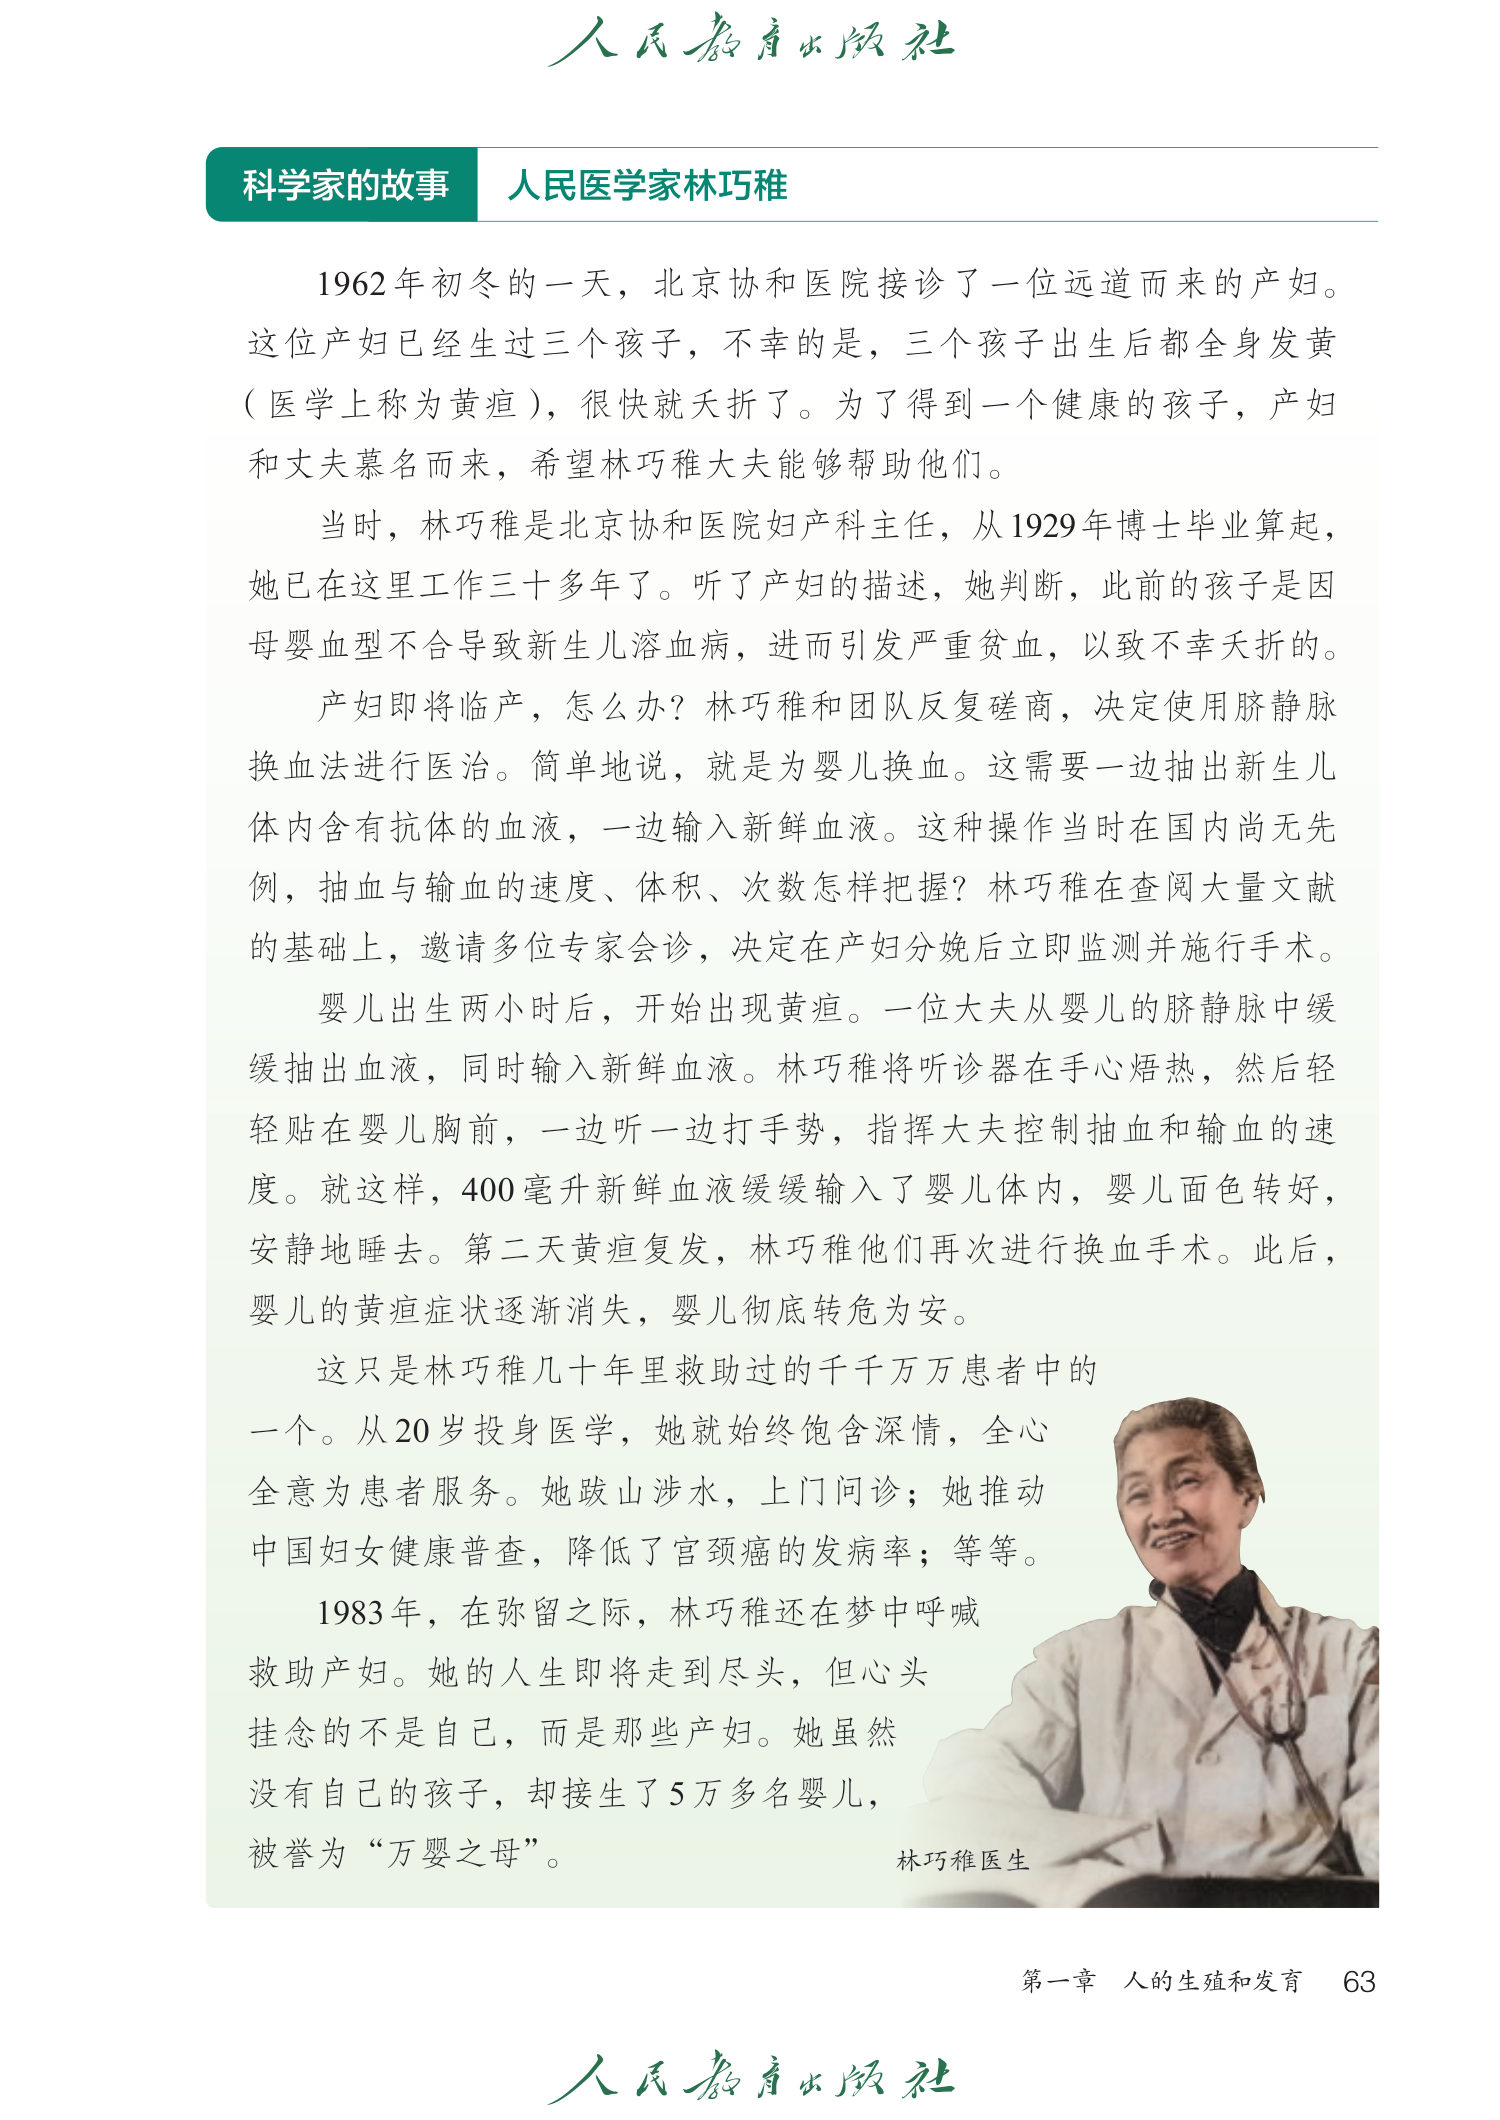 人民教育出版社
科学家的故事 人民医学家林巧稚
1962年初冬的一天，北京协和医院接诊了一位远道而来的产妇。
这位产妇已经生过三个孩子，不幸的是，三个孩子出生后都全身发黄
（医学上称为黄疸），很快就夭折了。为了得到一个健康的孩子，产妇
和丈夫慕名而来，希望林巧稚大夫能够帮助他们。
当时，林巧稚是北京协和医院妇产科主任，从1929年博士毕业算起，
她已在这里工作三十多年了。听了产妇的描述，她判断，此前的孩子是因
母婴血型不合导致新生儿溶血病，进而引发严重贫血，以致不幸夭折的。
产妇即将临产，怎么办？林巧稚和团队反复磋商，决定使用脐静脉
换血法进行医治。简单地说，就是为婴儿换血。这需要一边抽出新生儿
体内含有抗体的血液，一边输入新鲜血液。这种操作当时在国内尚无先
例，抽血与输血的速度、体积、次数怎样把握？林巧稚在查阅大量文献
的基础上，邀请多位专家会诊，决定在产妇分娩后立即监测并施行手术。
婴儿出生两小时后，开始出现黄疸。一位大夫从婴儿的脐静脉中缓
缓抽出血液，同时输入新鲜血液。林巧稚将听诊器在手心焐热，然后轻
轻贴在婴儿胸前，一边听一边打手势，指挥大夫控制抽血和输血的速
度。就这样，400毫升新鲜血液缓缓输入了婴儿体内，婴儿面色转好，
安静地睡去。第二天黄疸复发，林巧稚他们再次进行换血手术。此后，
婴儿的黄疸症状逐渐消失，婴儿彻底转危为安。
这只是林巧稚几十年里救助过的千千万万患者中的
一个。从20岁投身医学，她就始终饱含深情，全心
全意为患者服务。她跋山涉水，上门问诊；她推动
中国妇女健康普查，降低了宫颈癌的发病率；等等。
1983年，在弥留之际，林巧稚还在梦中呼喊
救助产妇。她的人生即将走到尽头，但心头
挂念的不是自己，而是那些产妇。她虽然
没有自己的孩子，却接生了5万多名婴儿，
被誉为“万婴之母”。
林巧稚医生
第一章 人的生殖和发育 63
人民教育出版社